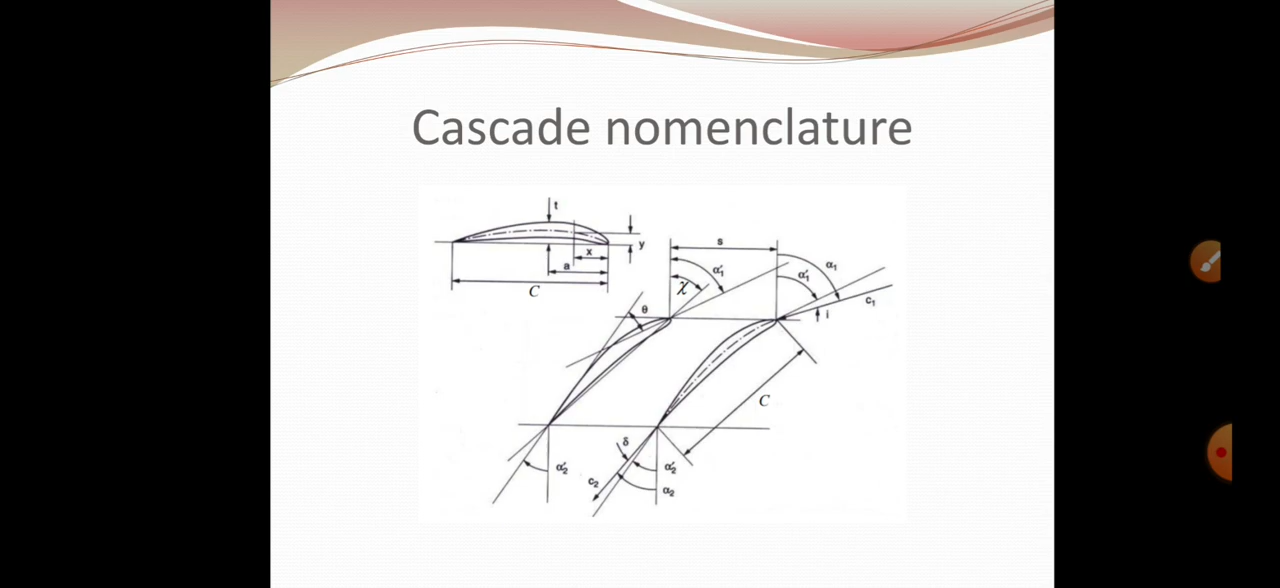 Cascade nomenclature
t
y
x
a
C
s
α′₁
α₁
α′₁
χ
c₁
i
θ
C
δ
α′₂
α′₂
c₂
α₂